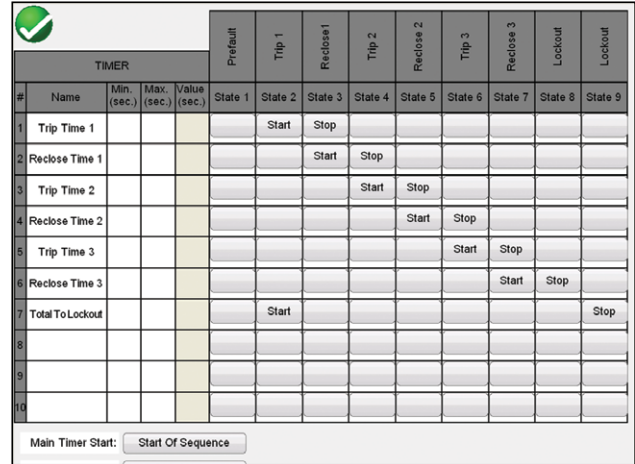 Prefault Trip 1 Reclose1 Trip 2 Reclose 2 Trip 3 Reclose 3 Lockout Lockout
TIMER
# Name Min. (sec.) Max. (sec.) Value (sec.) State 1 State 2 State 3 State 4 State 5 State 6 State 7 State 8 State 9
1 Trip Time 1 Start Stop
2 Reclose Time 1 Start Stop
3 Trip Time 2 Start Stop
4 Reclose Time 2 Start Stop
5 Trip Time 3 Start Stop
6 Reclose Time 3 Start Stop
7 Total To Lockout Start Stop
8
9
10
Main Timer Start: Start Of Sequence